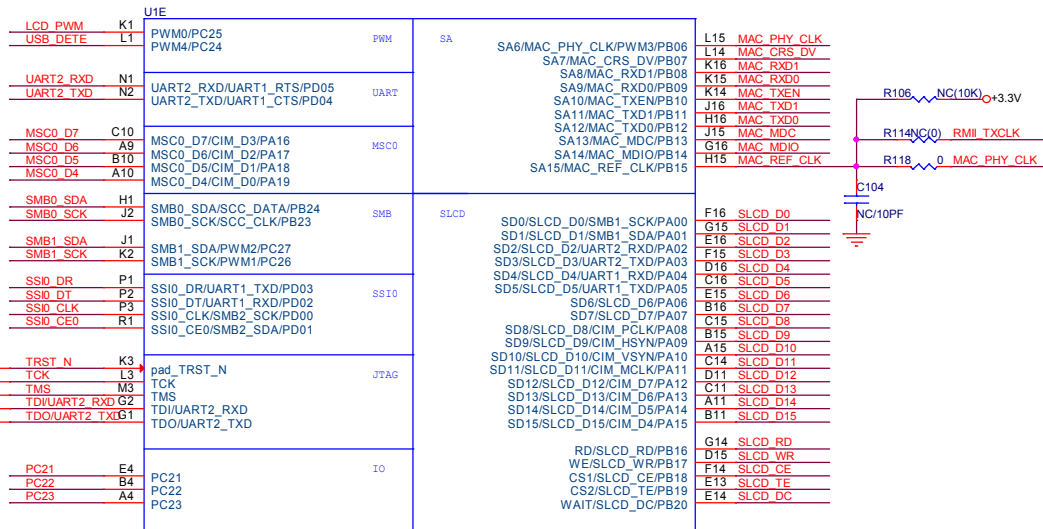 U1E
LCD_PWM K1 PWM0/PC25 PWM
USB_DETE L1 PWM4/PC24
UART2_RXD N1 UART2_RXD/UART1_RTS/PD05 UART
UART2_TXD N2 UART2_TXD/UART1_CTS/PD04
MSC0_D7 C10 MSC0_D7/CIM_D3/PA16 MSC0
MSC0_D6 A9 MSC0_D6/CIM_D2/PA17
MSC0_D5 B10 MSC0_D5/CIM_D1/PA18
MSC0_D4 A10 MSC0_D4/CIM_D0/PA19
SMB0_SDA H1 SMB0_SDA/SCC_DATA/PB24 SMB
SMB0_SCK J2 SMB0_SCK/SCC_CLK/PB23
SMB1_SDA J1 SMB1_SDA/PWM2/PC27
SMB1_SCK K2 SMB1_SCK/PWM1/PC26
SSI0_DR P1 SSI0_DR/UART1_TXD/PD03 SSI0
SSI0_DT P2 SSI0_DT/UART1_RXD/PD02
SSI0_CLK P3 SSI0_CLK/SMB2_SCK/PD00
SSI0_CE0 R1 SSI0_CE0/SMB2_SDA/PD01
TRST_N K3 pad_TRST_N JTAG
TCK L3 TCK
TMS M3 TMS
TDI/UART2_RXD G2 TDI/UART2_RXD
TDO/UART2_TXD G1 TDO/UART2_TXD
PC21 E4 PC21 IO
PC22 B4 PC22
PC23 A4 PC23
SA
SA6/MAC_PHY_CLK/PWM3/PB06 L15 MAC_PHY_CLK
SA7/MAC_CRS_DV/PB07 L14 MAC_CRS_DV
SA8/MAC_RXD1/PB08 K16 MAC_RXD1
SA9/MAC_RXD0/PB09 K15 MAC_RXD0
SA10/MAC_TXEN/PB10 K14 MAC_TXEN
SA11/MAC_TXD1/PB11 J16 MAC_TXD1
SA12/MAC_TXD0/PB12 H16 MAC_TXD0
SA13/MAC_MDC/PB13 J15 MAC_MDC
SA14/MAC_MDIO/PB14 G16 MAC_MDIO
SA15/MAC_REF_CLK/PB15 H15 MAC_REF_CLK
SLCD
SD0/SLCD_D0/SMB1_SCK/PA00 F16 SLCD_D0
SD1/SLCD_D1/SMB1_SDA/PA01 G15 SLCD_D1
SD2/SLCD_D2/UART2_RXD/PA02 E16 SLCD_D2
SD3/SLCD_D3/UART2_TXD/PA03 F15 SLCD_D3
SD4/SLCD_D4/UART1_RXD/PA04 D16 SLCD_D4
SD5/SLCD_D5/UART1_TXD/PA05 C16 SLCD_D5
SD6/SLCD_D6/PA06 E15 SLCD_D6
SD7/SLCD_D7/PA07 B16 SLCD_D7
SD8/SLCD_D8/CIM_PCLK/PA08 C15 SLCD_D8
SD9/SLCD_D9/CIM_HSYN/PA09 B15 SLCD_D9
SD10/SLCD_D10/CIM_VSYN/PA10 A15 SLCD_D10
SD11/SLCD_D11/CIM_MCLK/PA11 C14 SLCD_D11
SD12/SLCD_D12/CIM_D7/PA12 D11 SLCD_D12
SD13/SLCD_D13/CIM_D6/PA13 C11 SLCD_D13
SD14/SLCD_D14/CIM_D5/PA14 A11 SLCD_D14
SD15/SLCD_D15/CIM_D4/PA15 B11 SLCD_D15
RD/SLCD_RD/PB16 G14 SLCD_RD
WE/SLCD_WR/PB17 D15 SLCD_WR
CS1/SLCD_CE/PB18 F14 SLCD_CE
CS2/SLCD_TE/PB19 E13 SLCD_TE
WAIT/SLCD_DC/PB20 E14 SLCD_DC
R106 NC(10K) +3.3V
R114 NC(0) RMII_TXCLK
R118 0 MAC_PHY_CLK
C104
NC/10PF